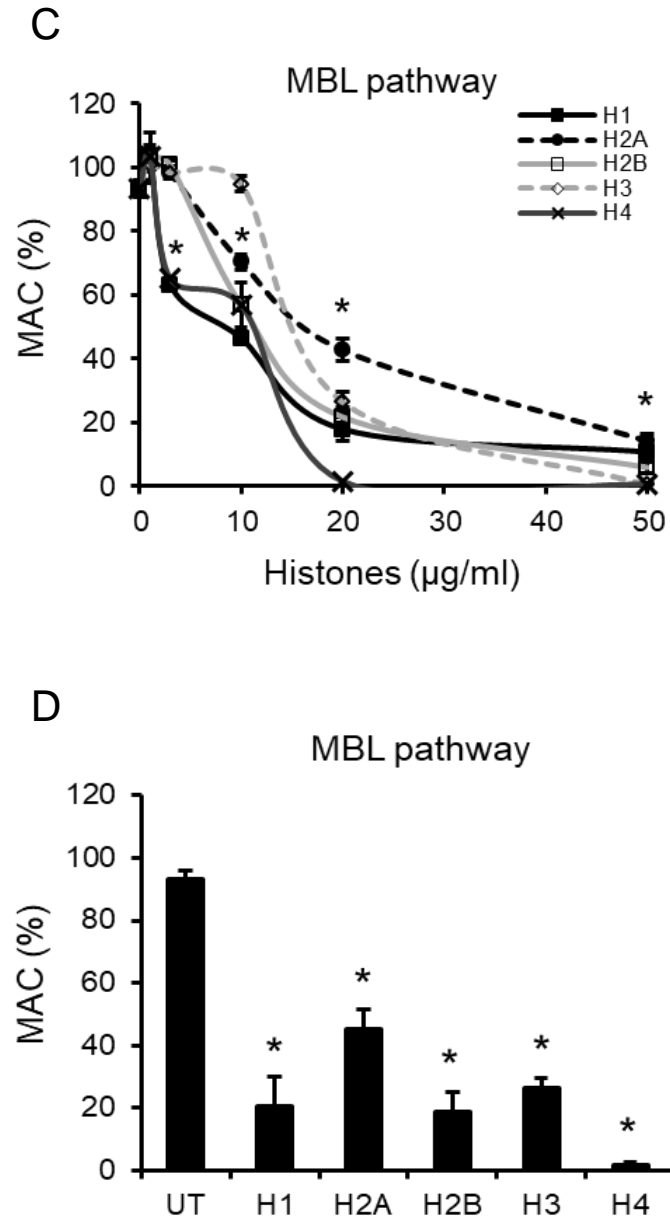 C
MBL pathway
120
100
80
60
40
20
0
MAC (%)
H1
H2A
H2B
H3
H4
*
*
*
*
0 10 20 30 40 50
Histones (µg/ml)
D
MBL pathway
120
100
80
60
40
20
0
MAC (%)
*
*
*
*
*
UT H1 H2A H2B H3 H4